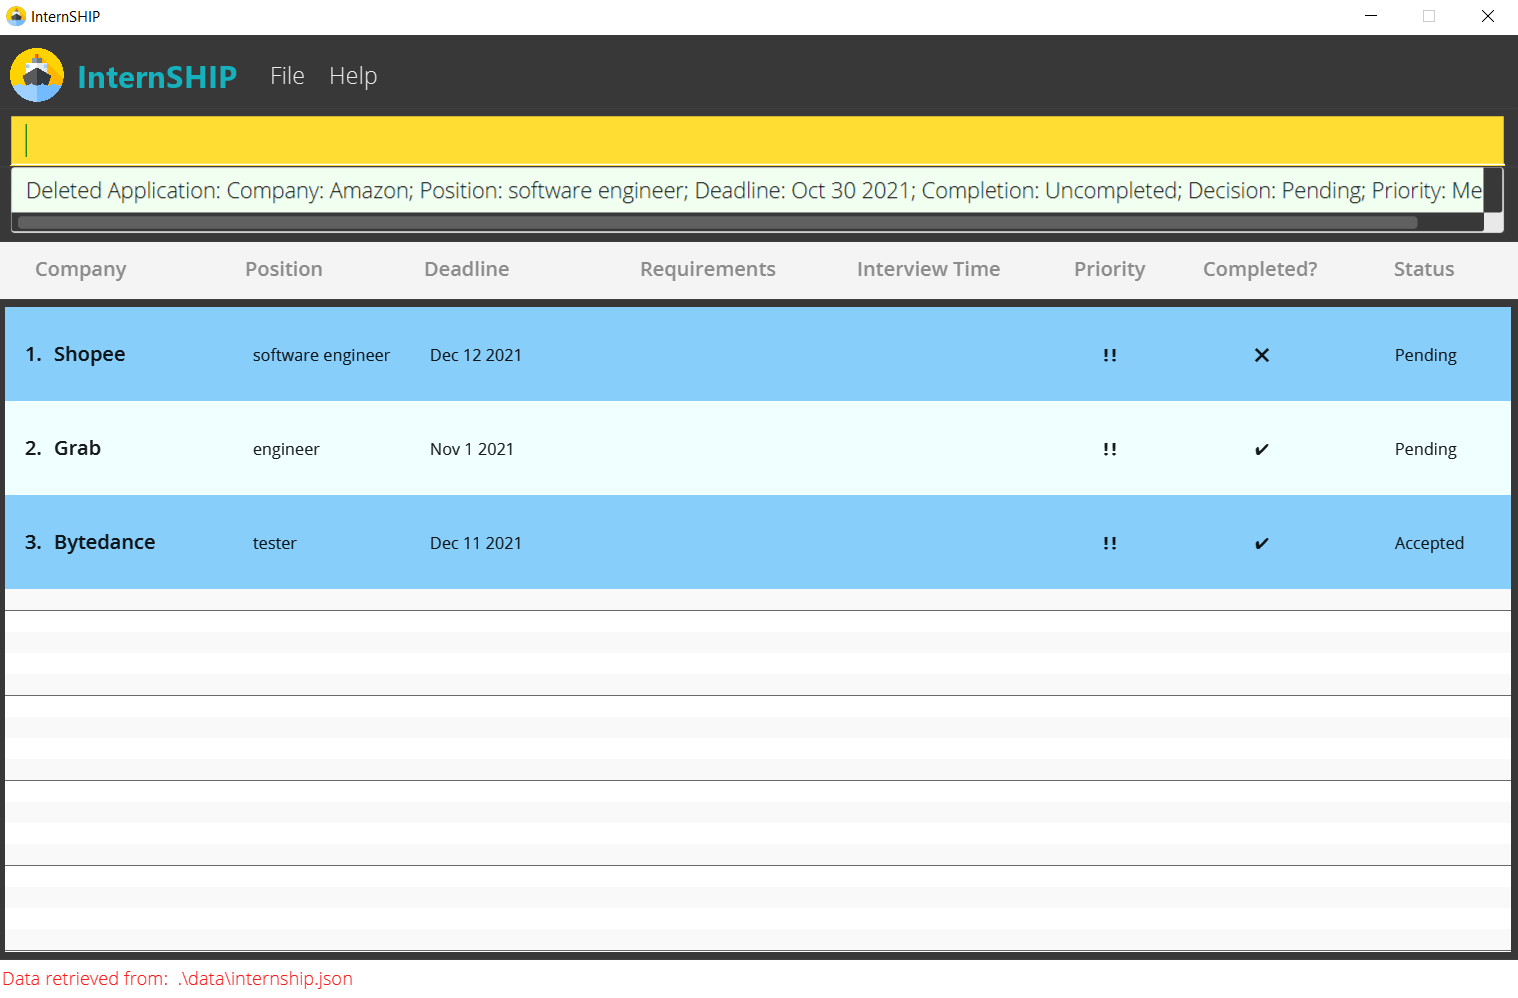 InternSHIP
InternSHIP File Help
Deleted Application: Company: Amazon; Position: software engineer; Deadline: Oct 30 2021; Completion: Uncompleted; Decision: Pending; Priority: Me
Company Position Deadline Requirements Interview Time Priority Completed? Status
1. Shopee software engineer Dec 12 2021 !! ✕ Pending
2. Grab engineer Nov 1 2021 !! ✔ Pending
3. Bytedance tester Dec 11 2021 !! ✔ Accepted
Data retrieved from: .\data\internship.json